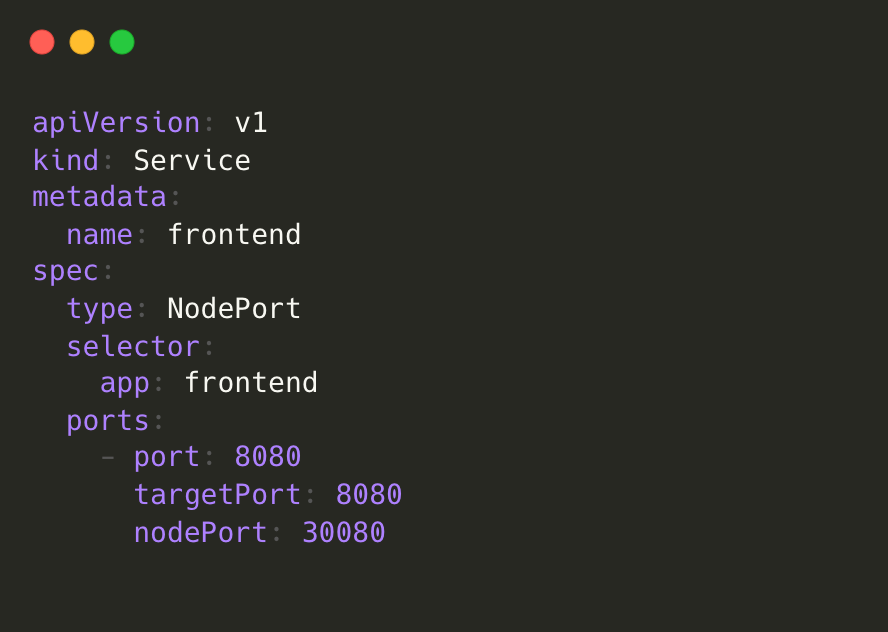 apiVersion: v1
kind: Service
metadata:
  name: frontend
spec:
  type: NodePort
  selector:
    app: frontend
  ports:
    - port: 8080
      targetPort: 8080
      nodePort: 30080